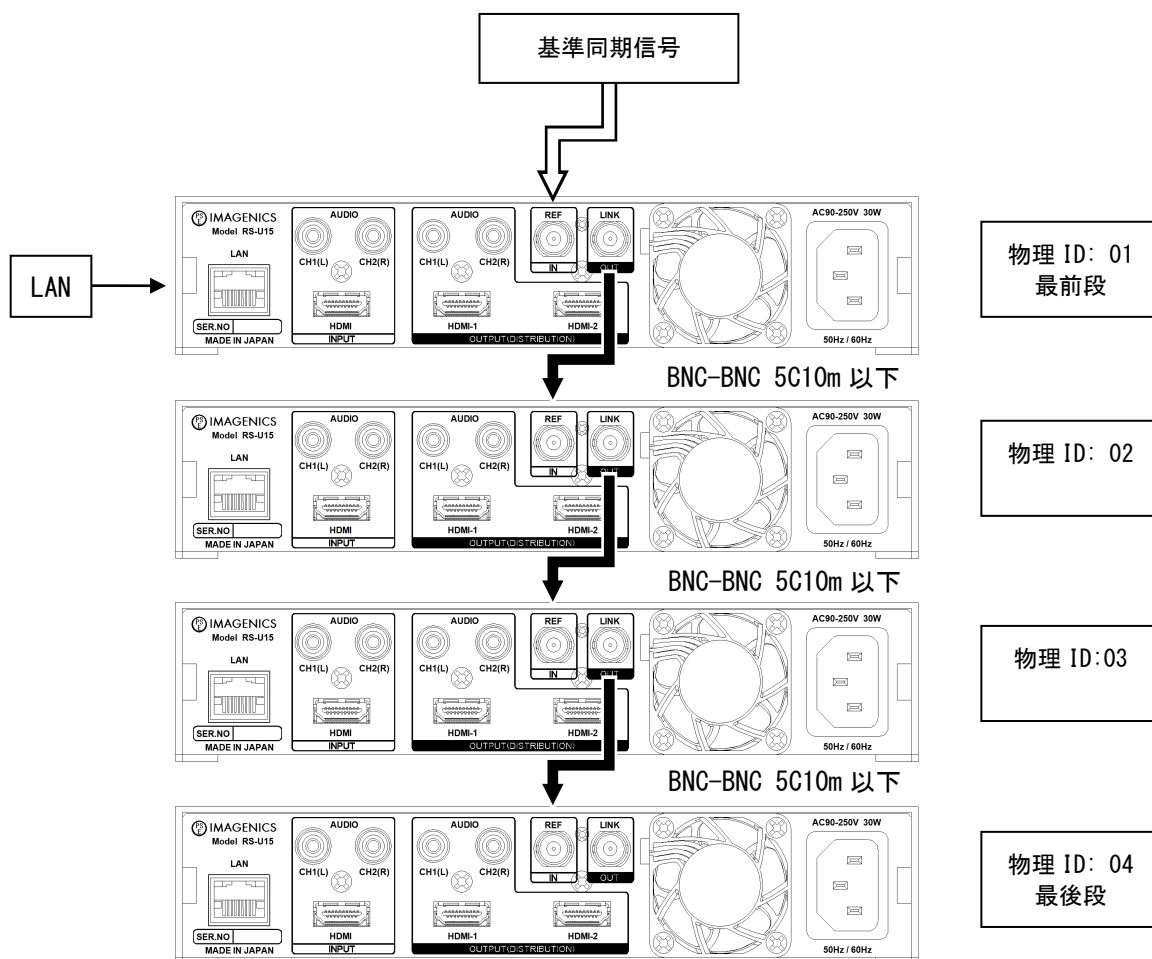 基準同期信号
LAN
PS
E
IMAGENICS
Model RS-U15
LAN
SER.NO
MADE IN JAPAN
AUDIO
CH1(L)
CH2(R)
HDMI
INPUT
AUDIO
CH1(L)
CH2(R)
HDMI-1
HDMI-2
OUTPUT(DISTRIBUTION)
REF
IN
LINK
OUT
AC90-250V 30W
50Hz / 60Hz
物理 ID: 01
最前段
BNC-BNC 5C10m 以下
PS
E
IMAGENICS
Model RS-U15
LAN
SER.NO
MADE IN JAPAN
AUDIO
CH1(L)
CH2(R)
HDMI
INPUT
AUDIO
CH1(L)
CH2(R)
HDMI-1
HDMI-2
OUTPUT(DISTRIBUTION)
REF
IN
LINK
OUT
AC90-250V 30W
50Hz / 60Hz
物理 ID: 02
BNC-BNC 5C10m 以下
PS
E
IMAGENICS
Model RS-U15
LAN
SER.NO
MADE IN JAPAN
AUDIO
CH1(L)
CH2(R)
HDMI
INPUT
AUDIO
CH1(L)
CH2(R)
HDMI-1
HDMI-2
OUTPUT(DISTRIBUTION)
REF
IN
LINK
OUT
AC90-250V 30W
50Hz / 60Hz
物理 ID:03
BNC-BNC 5C10m 以下
PS
E
IMAGENICS
Model RS-U15
LAN
SER.NO
MADE IN JAPAN
AUDIO
CH1(L)
CH2(R)
HDMI
INPUT
AUDIO
CH1(L)
CH2(R)
HDMI-1
HDMI-2
OUTPUT(DISTRIBUTION)
REF
IN
LINK
OUT
AC90-250V 30W
50Hz / 60Hz
物理 ID: 04
最後段